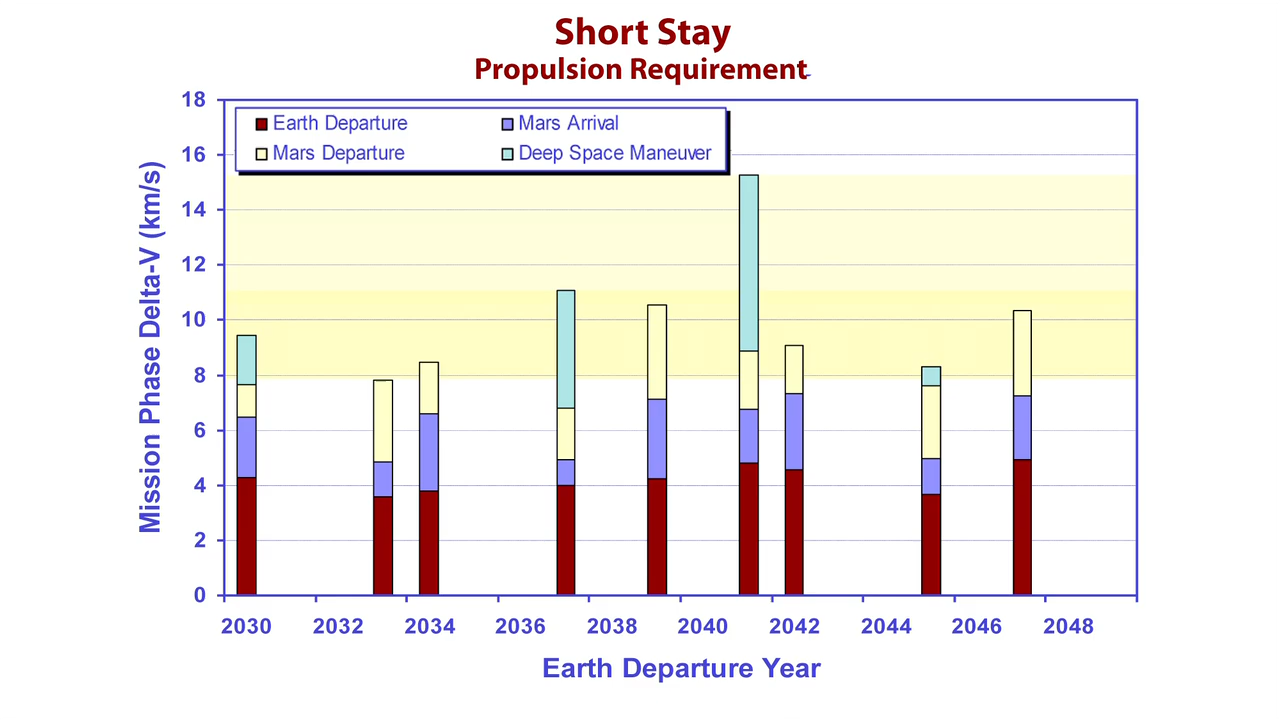 Short Stay
Propulsion Requirement
18
16
14
12
10
8
6
4
2
0
Mission Phase Delta-V (km/s)
Earth Departure
Mars Arrival
Mars Departure
Deep Space Maneuver
2030 2032 2034 2036 2038 2040 2042 2044 2046 2048
Earth Departure Year